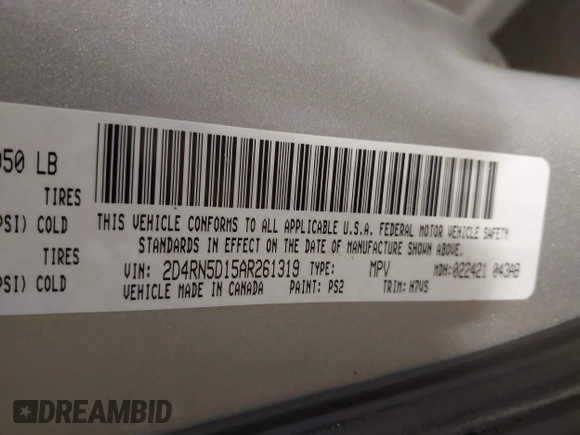 050 LB
TIRES
PSI) COLD
TIRES
PSI) COLD
THIS VEHICLE CONFORMS TO ALL APPLICABLE U.S.A. FEDERAL MOTOR VEHICLE SAFETY
STANDARDS IN EFFECT ON THE DATE OF MANUFACTURE SHOWN ABOVE.
VIN: 2D4RN5D15AR261319 TYPE: MPV MDH:022421 043AB
VEHICLE MADE IN CANADA PAINT: PS2 TRIM: H7VS
DREAMBID